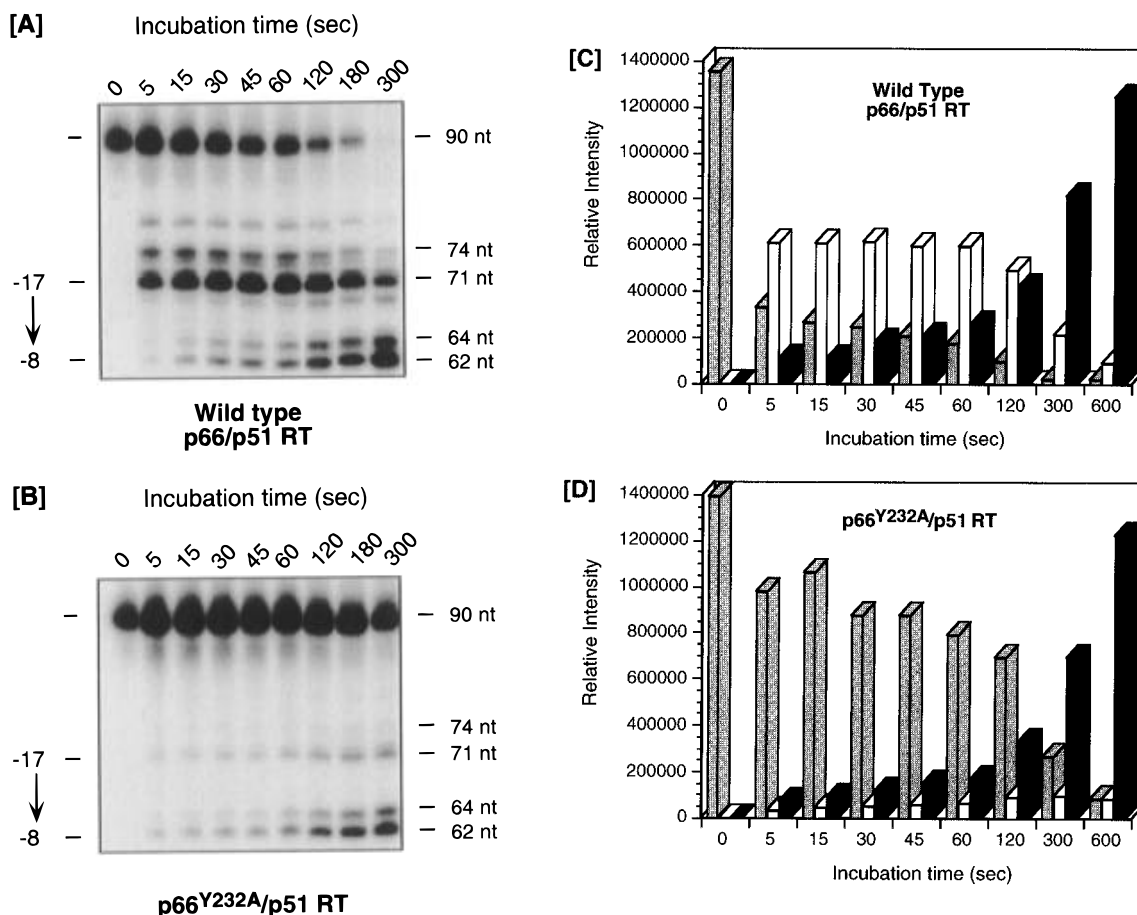 [A]
Incubation time (sec)
0 5 15 30 45 60 120 180 300
90 nt
74 nt
-17
71 nt
64 nt
-8
62 nt
Wild type
p66/p51 RT
[B]
Incubation time (sec)
0 5 15 30 45 60 120 180 300
90 nt
74 nt
-17
71 nt
64 nt
-8
62 nt
p66Y232A/p51 RT
[C]
Wild Type
p66/p51 RT
Relative Intensity
1400000
1200000
1000000
800000
600000
400000
200000
0
0 5 15 30 45 60 120 300 600
Incubation time (sec)
[D]
p66Y232A/p51 RT
Relative Intensity
1400000
1200000
1000000
800000
600000
400000
200000
0
0 5 15 30 45 60 120 300 600
Incubation time (sec)